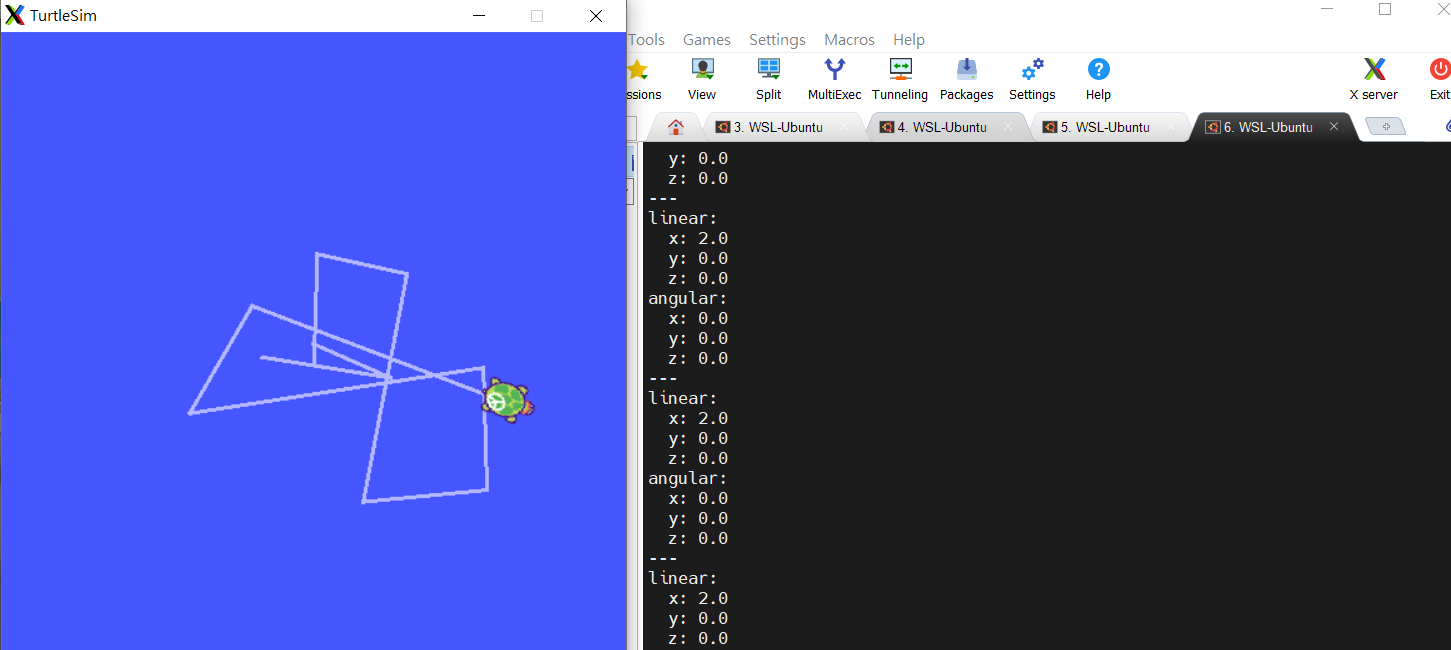 TurtleSim
Tools Games Settings Macros Help
ssions View Split MultiExec Tunneling Packages Settings Help X server Exit
3. WSL-Ubuntu 4. WSL-Ubuntu 5. WSL-Ubuntu 6. WSL-Ubuntu
y: 0.0
z: 0.0
---
linear:
x: 2.0
y: 0.0
z: 0.0
angular:
x: 0.0
y: 0.0
z: 0.0
---
linear:
x: 2.0
y: 0.0
z: 0.0
angular:
x: 0.0
y: 0.0
z: 0.0
---
linear:
x: 2.0
y: 0.0
z: 0.0